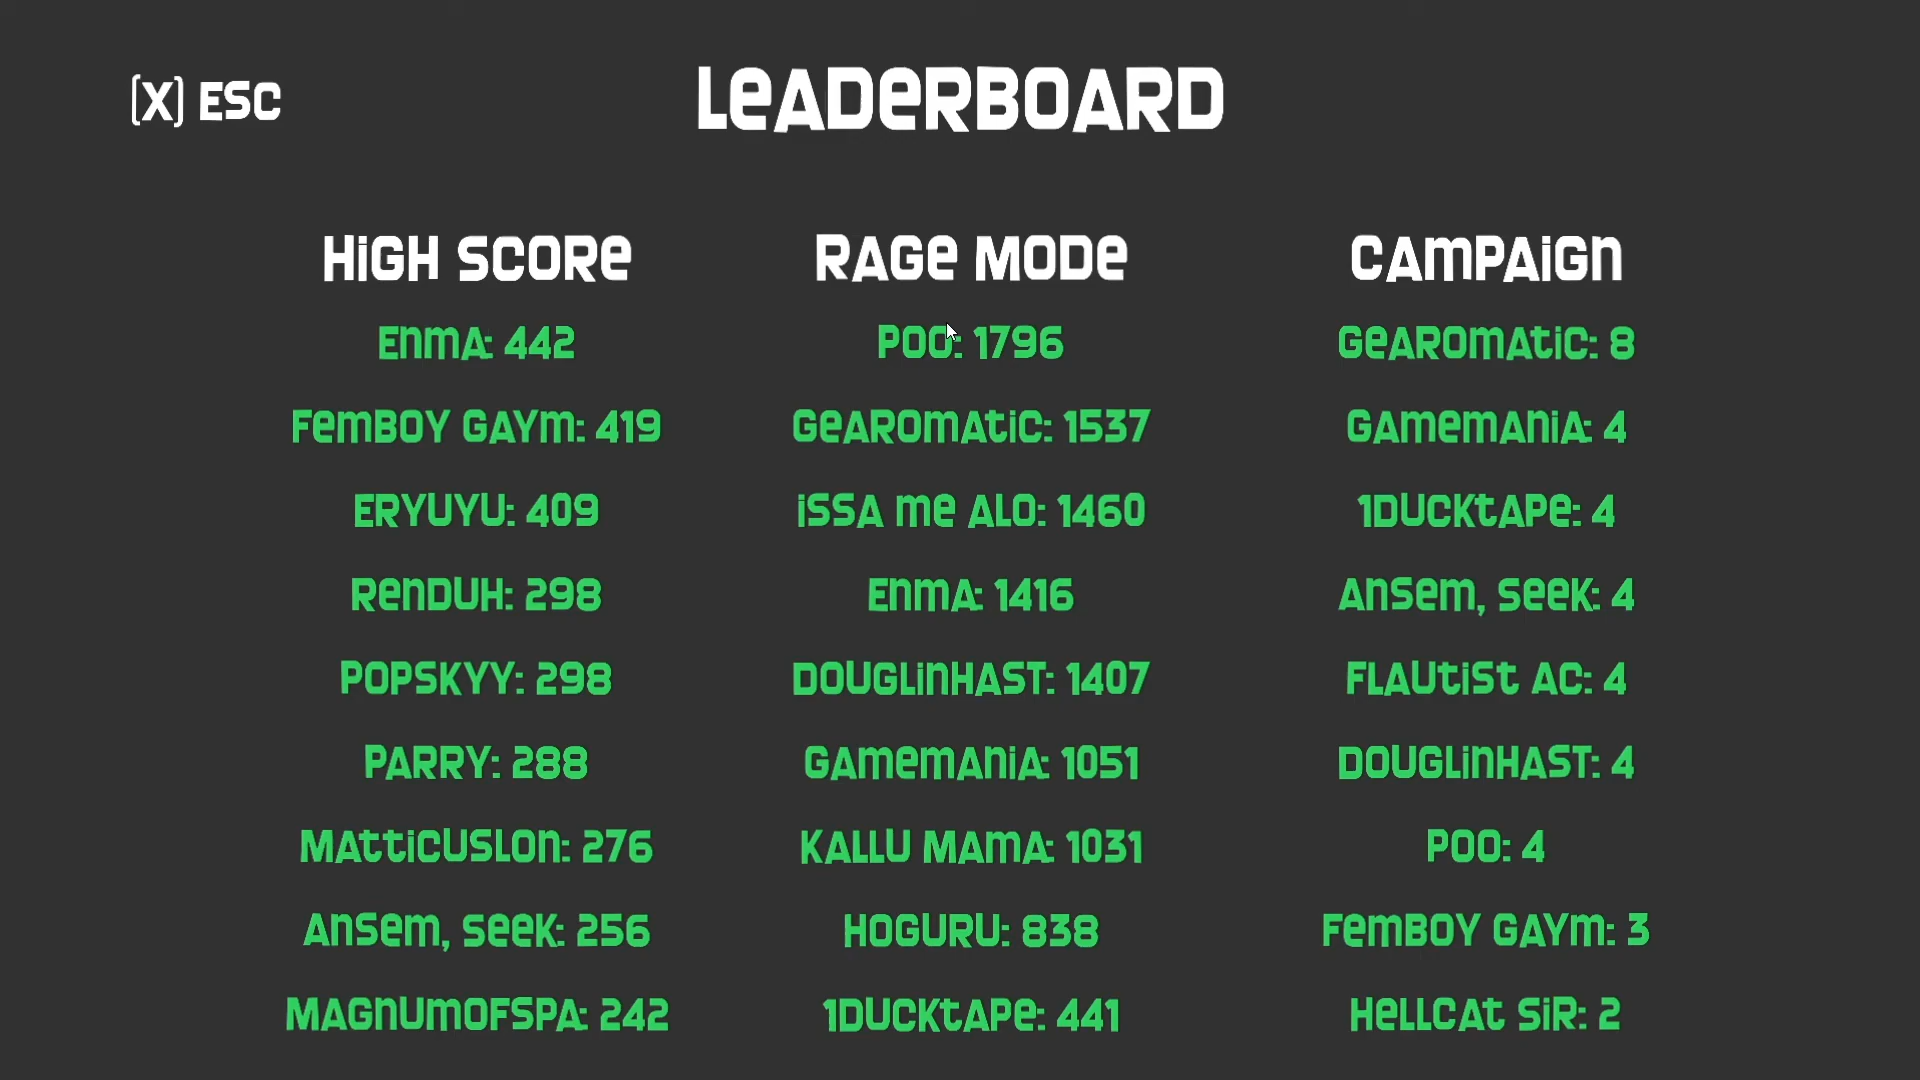 [X] ESC
LEADERBOARD
HIGH SCORE
ENMA: 442
FEMBOY GAYM: 419
ERYUYU: 409
RENDUH: 298
POPSKYY: 298
PARRY: 288
MATTICUSLON: 276
ANSEM, SEEK: 256
MAGNUMOFSPA: 242
RAGE MODE
POO: 1796
GEAROMATIC: 1537
ISSA ME ALO: 1460
ENMA: 1416
DOUGLINHAST: 1407
GAMEMANIA: 1051
KALLU MAMA: 1031
HOGURU: 838
1DUCKTAPE: 441
CAMPAIGN
GEAROMATIC: 8
GAMEMANIA: 4
1DUCKTAPE: 4
ANSEM, SEEK: 4
FLAUTIST AC: 4
DOUGLINHAST: 4
POO: 4
FEMBOY GAYM: 3
HELLCAT SIR: 2